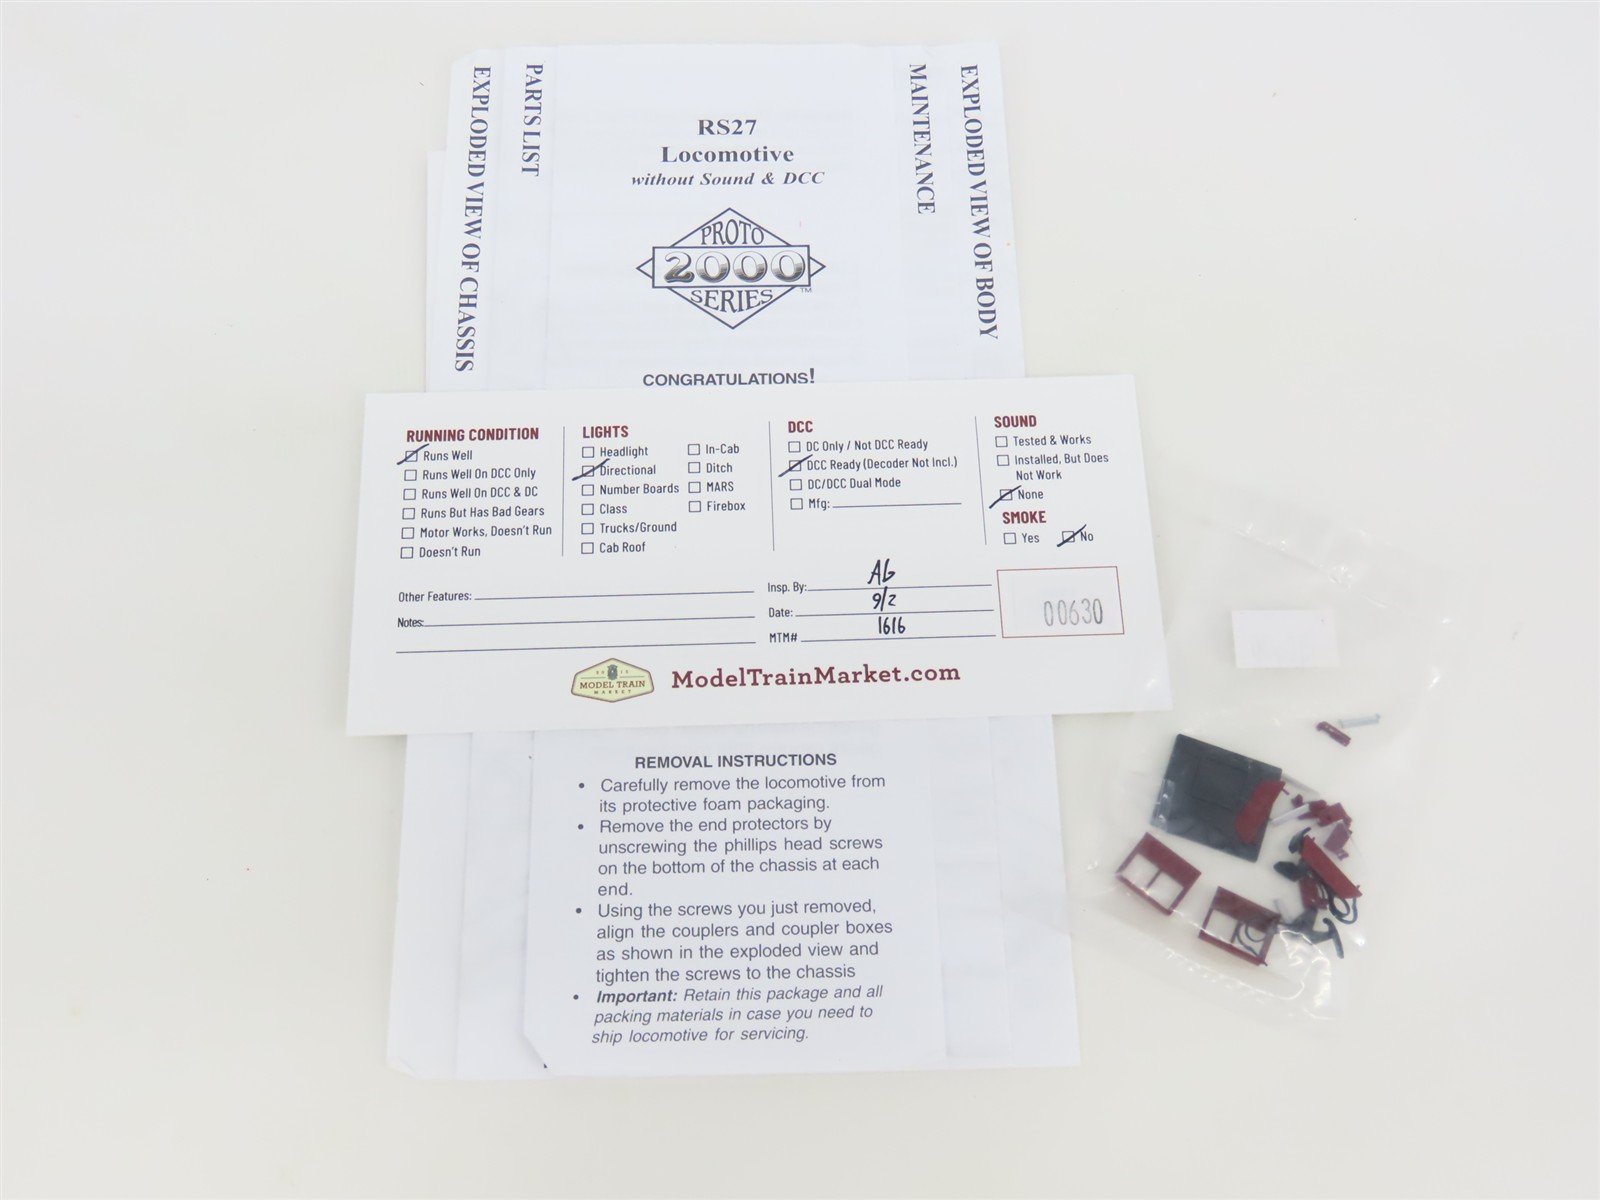 EXPLODED VIEW OF CHASSIS
PARTS LIST
RS27
Locomotive
without Sound & DCC
PROTO
2000
SERIES
TM
MAINTENANCE
EXPLODED VIEW OF BODY
CONGRATULATIONS!
RUNNING CONDITION
Runs Well
Runs Well On DCC Only
Runs Well On DCC & DC
Runs But Has Bad Gears
Motor Works, Doesn't Run
Doesn't Run
LIGHTS
Headlight
Directional
Number Boards
Class
Trucks/Ground
Cab Roof
In-Cab
Ditch
MARS
Firebox
DCC
DC Only / Not DCC Ready
DCC Ready (Decoder Not Incl.)
DC/DCC Dual Mode
Mfg:
SOUND
Tested & Works
Installed, But Does
Not Work
None
SMOKE
Yes No
Other Features:
Notes:
Insp. By: AG
Date: 9/2
MTM# 1616
00630
MODEL TRAIN
MARKET
ModelTrainMarket.com
REMOVAL INSTRUCTIONS
• Carefully remove the locomotive from
its protective foam packaging.
• Remove the end protectors by
unscrewing the phillips head screws
on the bottom of the chassis at each
end.
• Using the screws you just removed,
align the couplers and coupler boxes
as shown in the exploded view and
tighten the screws to the chassis
• Important: Retain this package and all
packing materials in case you need to
ship locomotive for servicing.